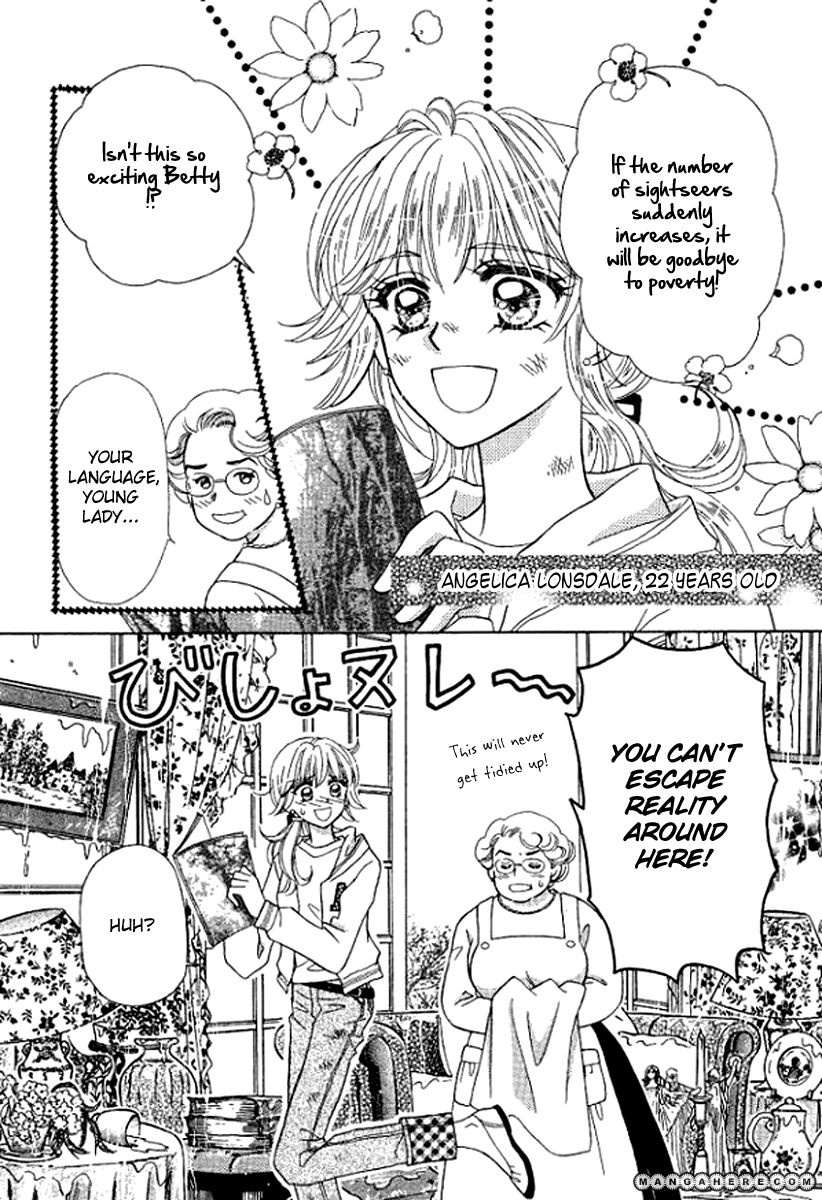 If the number
of sightseers
suddenly
increases, it
will be goodbye
to poverty!
Isn't this so
exciting Betty
!?
YOUR
LANGUAGE,
YOUNG
LADY...
ANGELICA LONSDALE, 22 YEARS OLD
びしょヌレ〜
YOU CAN'T
ESCAPE
REALITY
AROUND
HERE!
This will never
get tidied up!
HUH?
MANGAHERE.COM